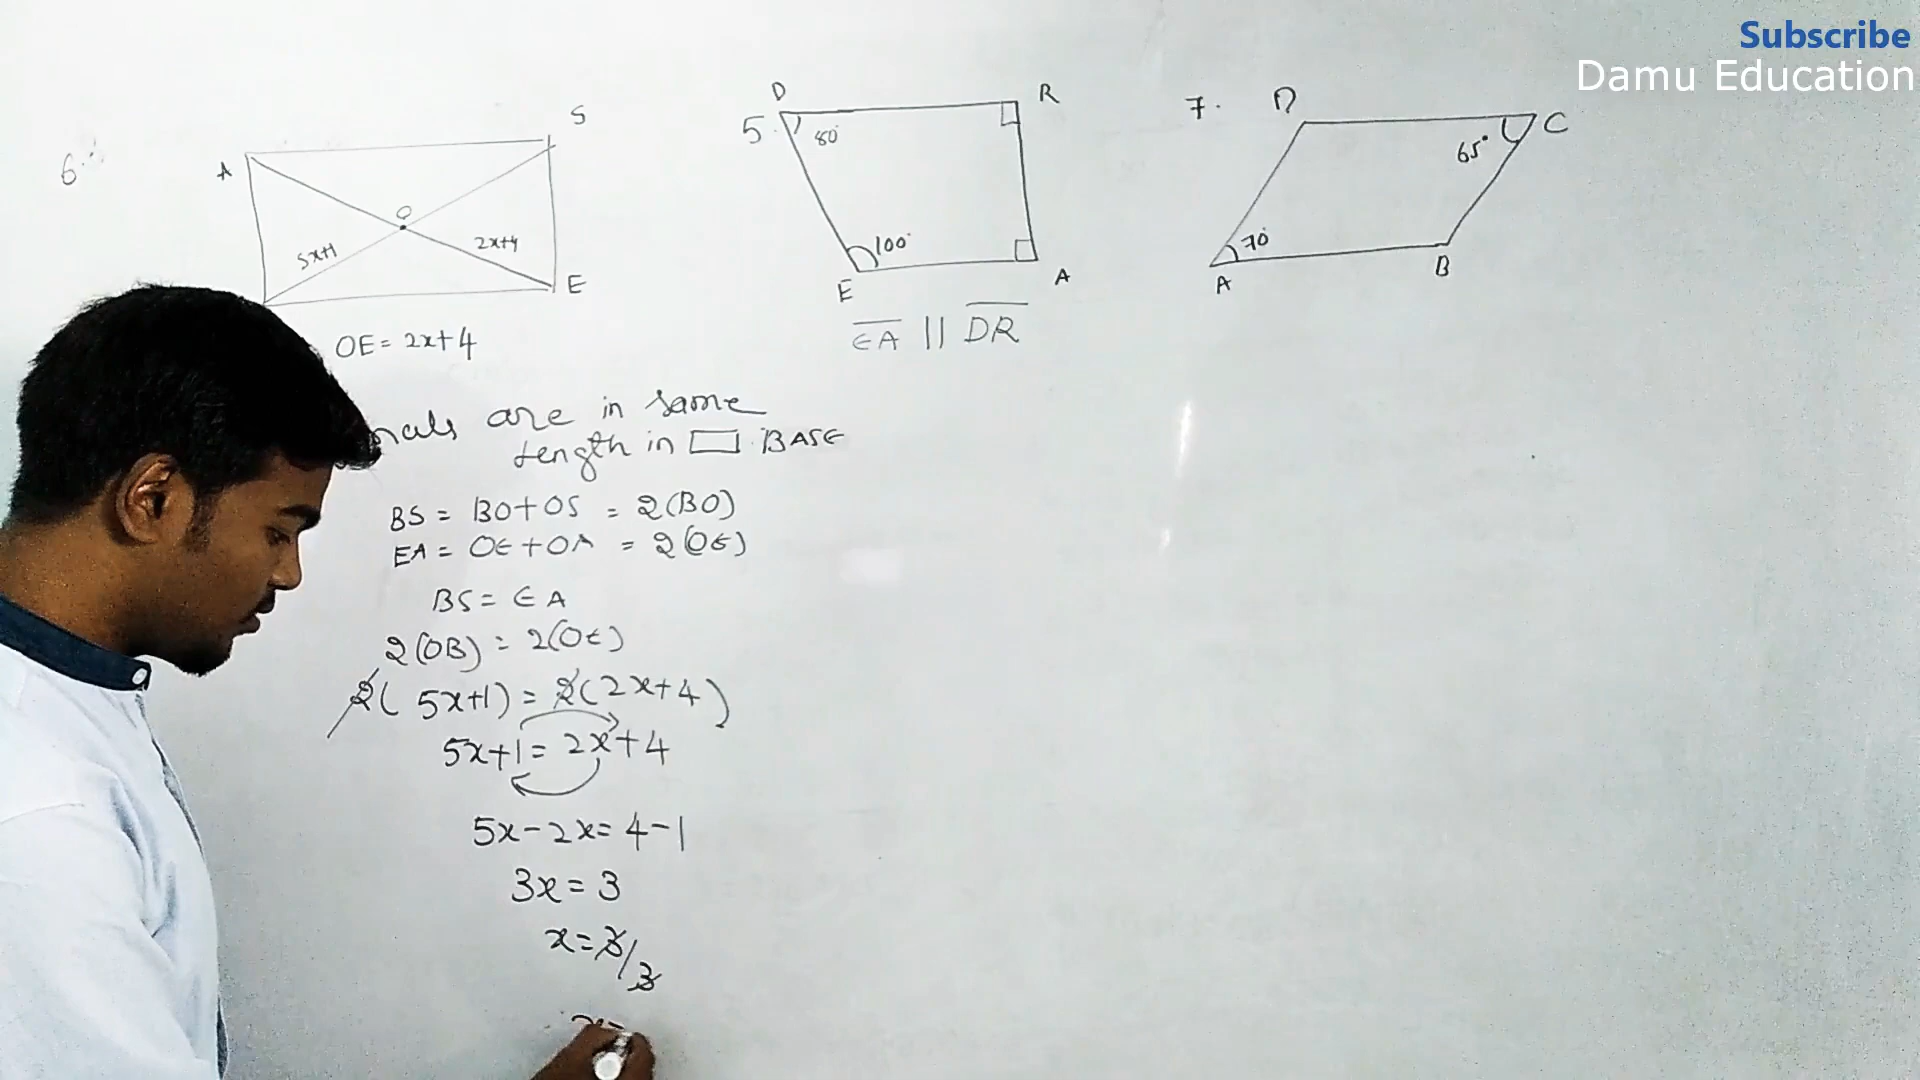 Subscribe
Damu Education
6.
A
S
O
5x+1
2x+4
E
OE = 2x+4
5.
D
R
80°
100°
E
A
EA || DR
7.
D
C
65°
70°
A
B
nals are in same
length in BASE
BS = BO+OS = 2(BO)
EA = OE+OA = 2(OE)
BS = EA
2(OB) = 2(OE)
2(5x+1) = 2(2x+4)
5x+1 = 2x+4
5x-2x = 4-1
3x = 3
x = 3/3